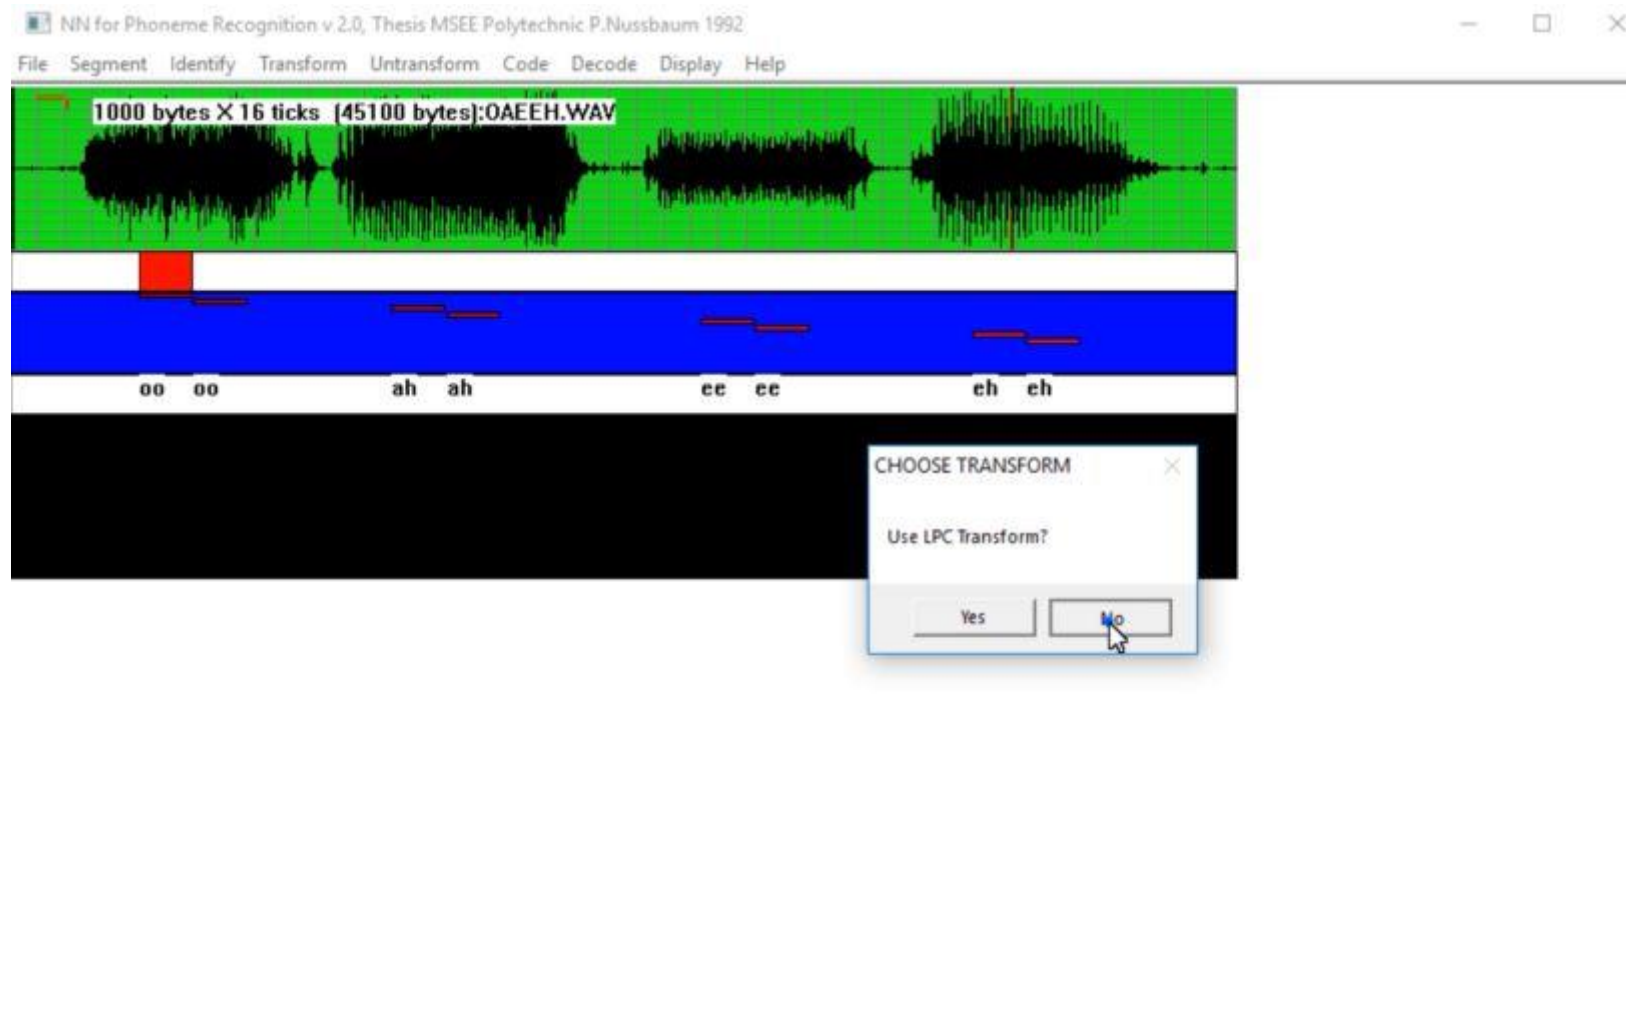 NN for Phoneme Recognition v 2.0, Thesis MSEE Polytechnic P.Nussbaum 1992
File Segment Identify Transform Untransform Code Decode Display Help
1000 bytes X 16 ticks [45100 bytes]:OAEEH.WAV
oo oo ah ah ee ee eh eh
CHOOSE TRANSFORM
Use LPC Transform?
Yes No